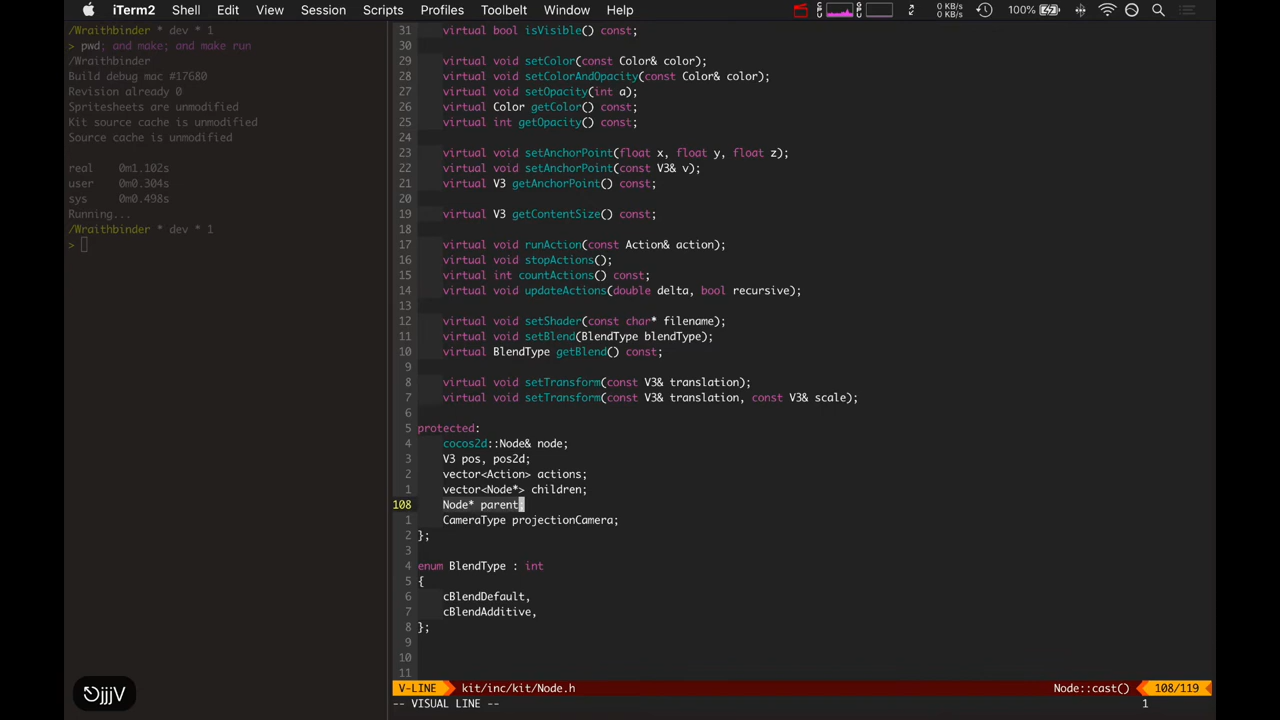 iTerm2 Shell Edit View Session Scripts Profiles Toolbelt Window Help 0 KB/s 0 KB/s 100%
/Wraithbinder * dev * 1
> pwd; and make; and make run
/Wraithbinder
Build debug mac #17680
Revision already 0
Spritesheets are unmodified
Kit source cache is unmodified
Source cache is unmodified
real 0m1.102s
user 0m0.304s
sys 0m0.498s
Running...
/Wraithbinder * dev * 1
>
31 virtual bool isVisible() const;
30
29 virtual void setColor(const Color& color);
28 virtual void setColorAndOpacity(const Color& color);
27 virtual void setOpacity(int a);
26 virtual Color getColor() const;
25 virtual int getOpacity() const;
24
23 virtual void setAnchorPoint(float x, float y, float z);
22 virtual void setAnchorPoint(const V3& v);
21 virtual V3 getAnchorPoint() const;
20
19 virtual V3 getContentSize() const;
18
17 virtual void runAction(const Action& action);
16 virtual void stopActions();
15 virtual int countActions() const;
14 virtual void updateActions(double delta, bool recursive);
13
12 virtual void setShader(const char* filename);
11 virtual void setBlend(BlendType blendType);
10 virtual BlendType getBlend() const;
9
8 virtual void setTransform(const V3& translation);
7 virtual void setTransform(const V3& translation, const V3& scale);
6
5 protected:
4 cocos2d::Node& node;
3 V3 pos, pos2d;
2 vector<Action> actions;
1 vector<Node*> children;
108 Node* parent;
1 CameraType projectionCamera;
2 };
3
4 enum BlendType : int
5 {
6 cBlendDefault,
7 cBlendAdditive,
8 };
9
10
11
V-LINE kit/inc/kit/Node.h Node::cast() 108/119
-- VISUAL LINE -- 1
jjjV